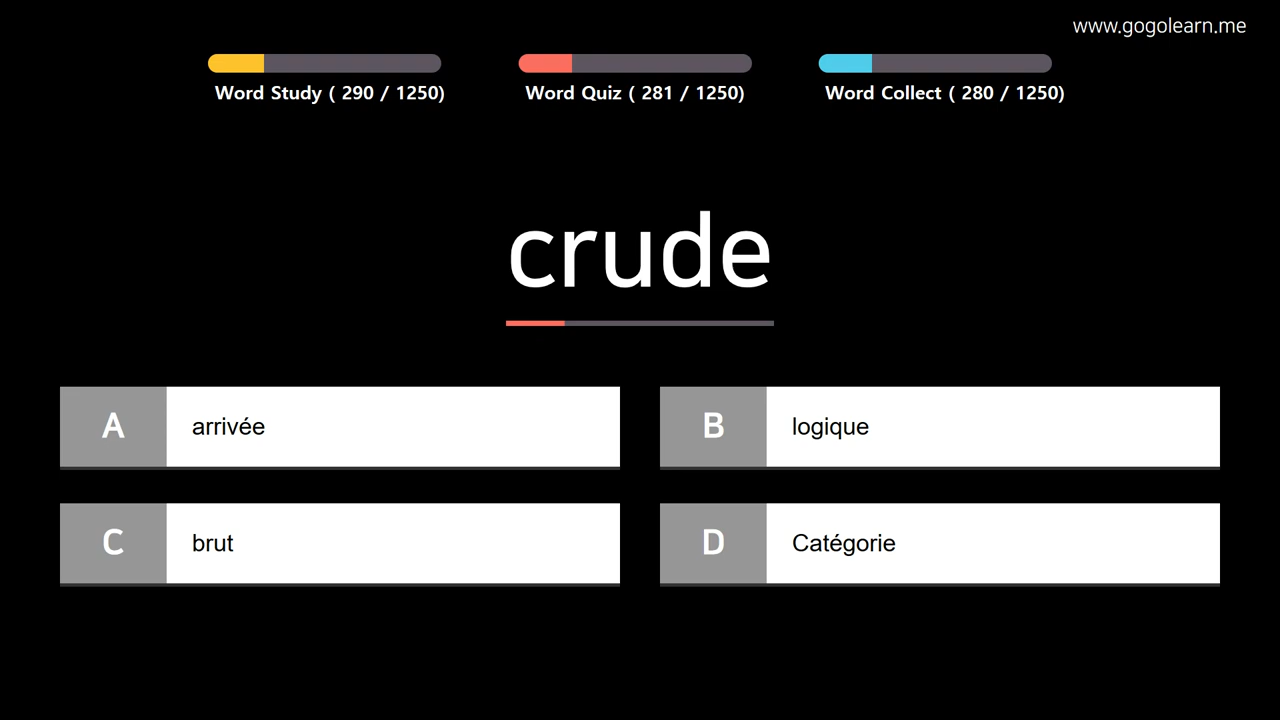 www.gogolearn.me
Word Study ( 290 / 1250)
Word Quiz ( 281 / 1250)
Word Collect ( 280 / 1250)
crude
A arrivée
B logique
C brut
D Catégorie